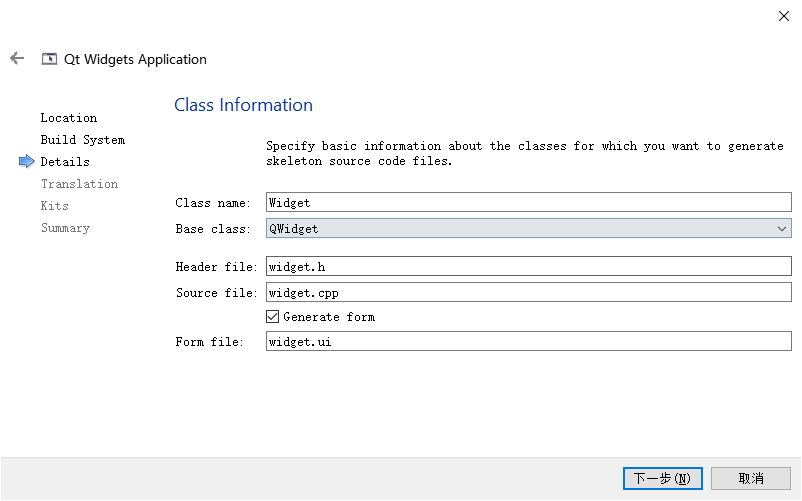 Qt Widgets Application
Location
Build System
Details
Translation
Kits
Summary
Class Information
Specify basic information about the classes for which you want to generate
skeleton source code files.
Class name: Widget
Base class: QWidget
Header file: widget.h
Source file: widget.cpp
Generate form
Form file: widget.ui
下一步(N) 取消